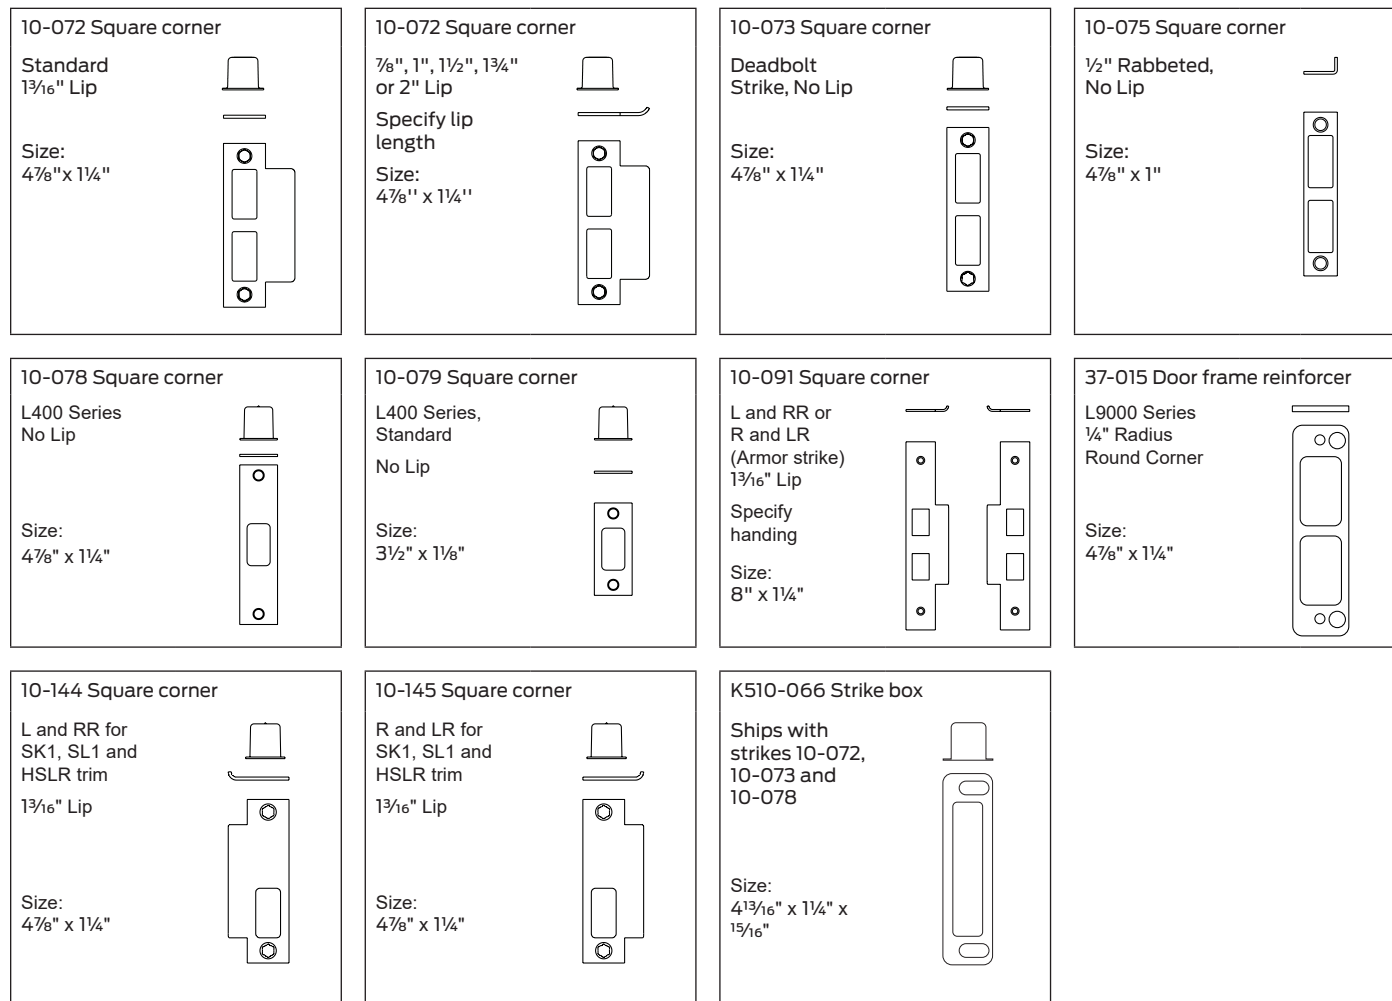 10-072 Square corner
Standard
1³⁄₁₆" Lip
Size:
4⅞"x 1¼"
10-072 Square corner
⅞", 1", 1½", 1¾"
or 2" Lip
Specify lip
length
Size:
4⅞'' x 1¼''
10-073 Square corner
Deadbolt
Strike, No Lip
Size:
4⅞" x 1¼"
10-075 Square corner
½" Rabbeted,
No Lip
Size:
4⅞" x 1"
10-078 Square corner
L400 Series
No Lip
Size:
4⅞" x 1¼"
10-079 Square corner
L400 Series,
Standard
No Lip
Size:
3½" x 1⅛"
10-091 Square corner
L and RR or
R and LR
(Armor strike)
1³⁄₁₆" Lip
Specify
handing
Size:
8" x 1¼"
37-015 Door frame reinforcer
L9000 Series
¼" Radius
Round Corner
Size:
4⅞" x 1¼"
10-144 Square corner
L and RR for
SK1, SL1 and
HSLR trim
1³⁄₁₆" Lip
Size:
4⅞" x 1¼"
10-145 Square corner
R and LR for
SK1, SL1 and
HSLR trim
1³⁄₁₆" Lip
Size:
4⅞" x 1¼"
K510-066 Strike box
Ships with
strikes 10-072,
10-073 and
10-078
Size:
4¹³⁄₁₆" x 1¼" x
¹⁵⁄₁₆"